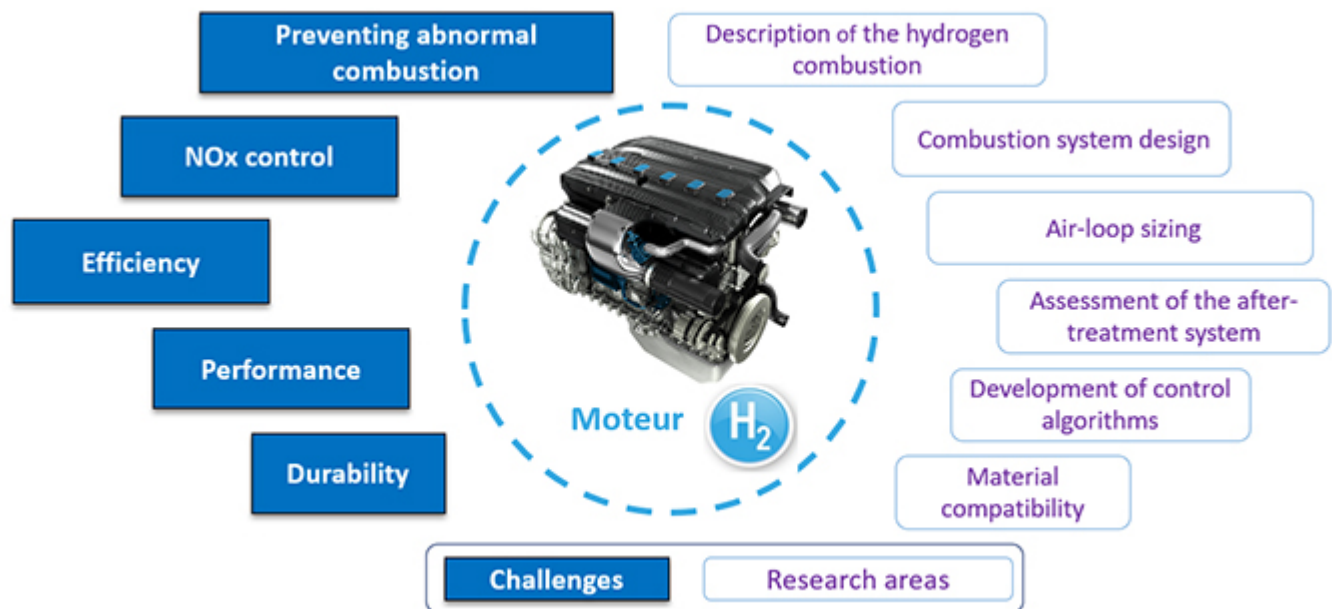 Preventing abnormal
combustion
NOx control
Efficiency
Performance
Durability
Description of the hydrogen
combustion
Combustion system design
Air-loop sizing
Assessment of the after-
treatment system
Development of control
algorithms
Material
compatibility
Moteur H2
Challenges
Research areas